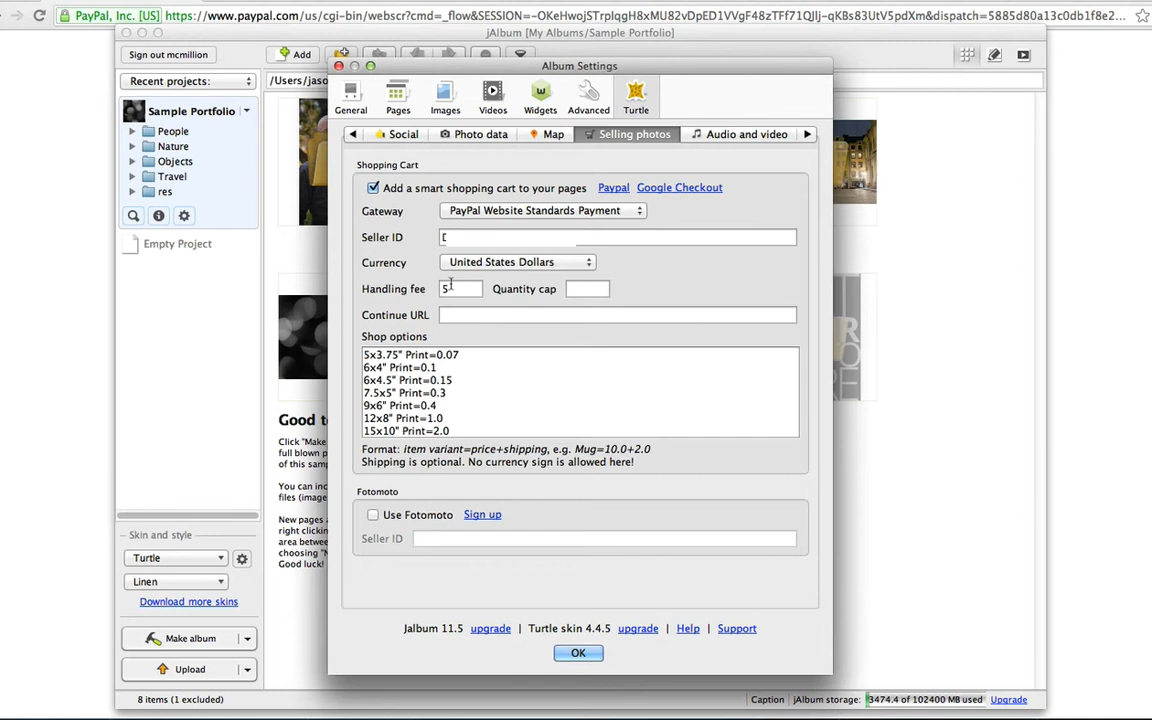 PayPal, Inc. [US]
https://www.paypal.com/us/cgi-bin/webscr?cmd=_flow&SESSION=
jAlbum [My Albums/Sample Portfolio]
Sign out mcmillion
Add
Recent projects:
/Users/jaso
Sample Portfolio
People
Nature
Objects
Travel
res
Empty Project
Album Settings
General Pages Images Videos Widgets Advanced Turtle
Social Photo data Map Selling photos Audio and video
Shopping Cart
Add a smart shopping cart to your pages Paypal Google Checkout
Gateway PayPal Website Standards Payment
Seller ID
Currency United States Dollars
Handling fee 5 Quantity cap
Continue URL
Shop options
5x3.75" Print=0.07
6x4" Print=0.1
6x4.5" Print=0.15
7.5x5" Print=0.3
9x6" Print=0.4
12x8" Print=1.0
15x10" Print=2.0
Format: item variant=price+shipping, e.g. Mug=10.0+2.0
Shipping is optional. No currency sign is allowed here!
Fotomoto
Use Fotomoto Sign up
Seller ID
Jalbum 11.5 upgrade | Turtle skin 4.4.5 upgrade | Help | Support
OK
Good to
Click "Make
full blown p
of this samp
You can inc
files (image
New pages a
right clickin
area betwee
choosing "N
Good luck!
Skin and style
Turtle
Linen
Download more skins
Make album
Upload
8 items (1 excluded)
Caption jAlbum storage: 3474.4 of 102400 MB used Upgrade